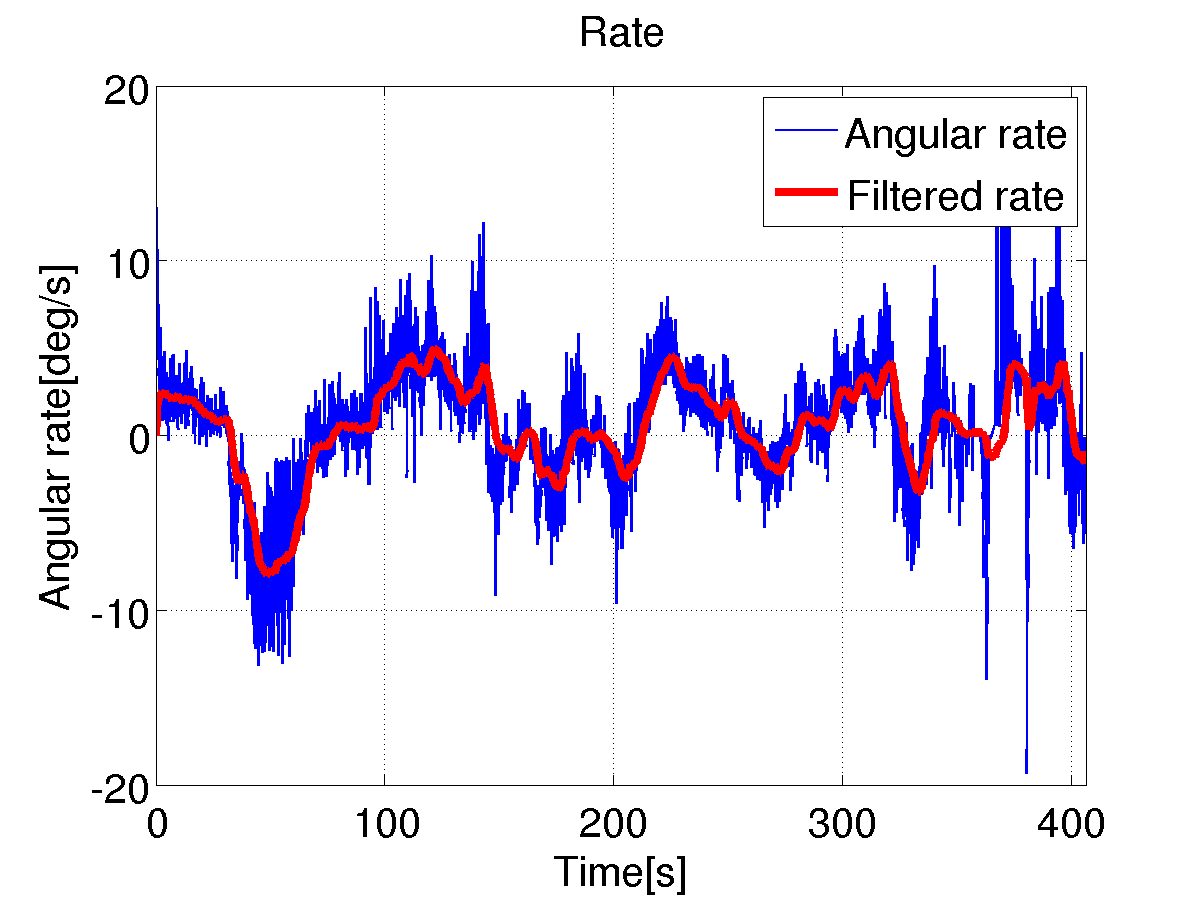 Rate
Angular rate
Filtered rate
20
10
0
-10
-20
Angular rate[deg/s]
0 100 200 300 400
Time[s]